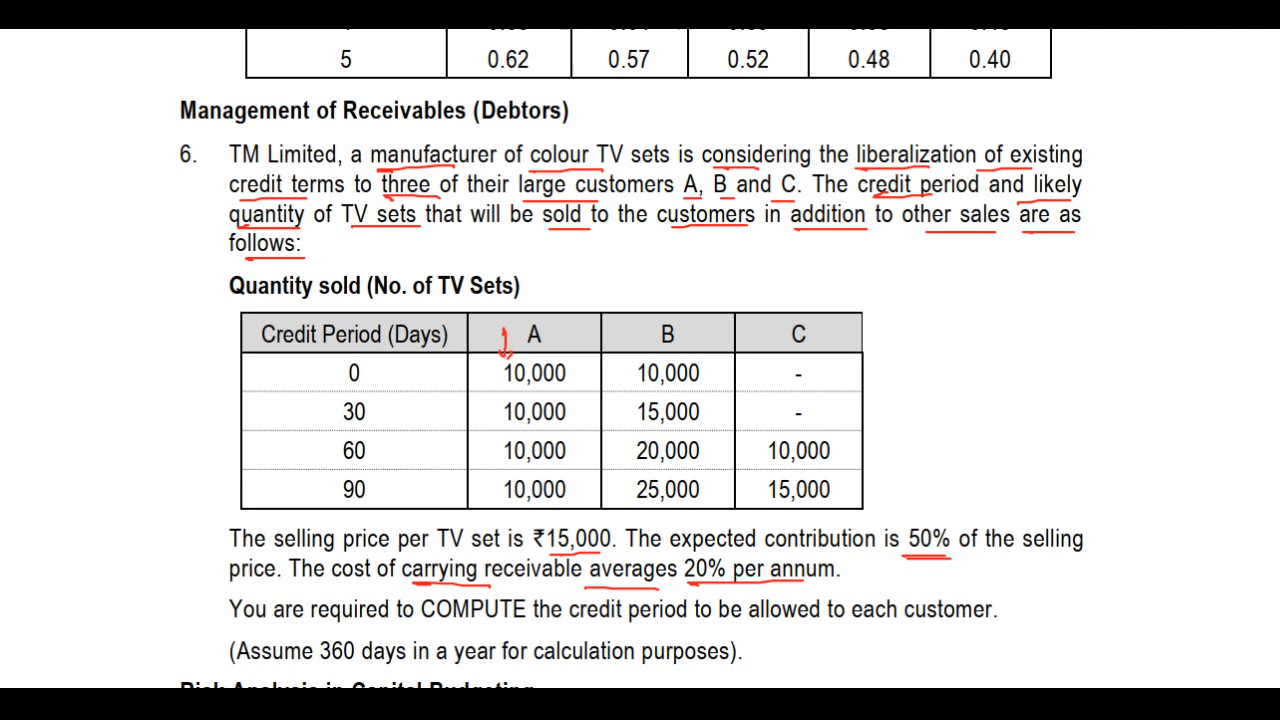 5 0.62 0.57 0.52 0.48 0.40
Management of Receivables (Debtors)
6. TM Limited, a manufacturer of colour TV sets is considering the liberalization of existing
credit terms to three of their large customers A, B and C. The credit period and likely
quantity of TV sets that will be sold to the customers in addition to other sales are as
follows:
Quantity sold (No. of TV Sets)
Credit Period (Days) A B C
0 10,000 10,000 -
30 10,000 15,000 -
60 10,000 20,000 10,000
90 10,000 25,000 15,000
The selling price per TV set is ₹15,000. The expected contribution is 50% of the selling
price. The cost of carrying receivable averages 20% per annum.
You are required to COMPUTE the credit period to be allowed to each customer.
(Assume 360 days in a year for calculation purposes).
Risk Analysis in Capital Budgeting